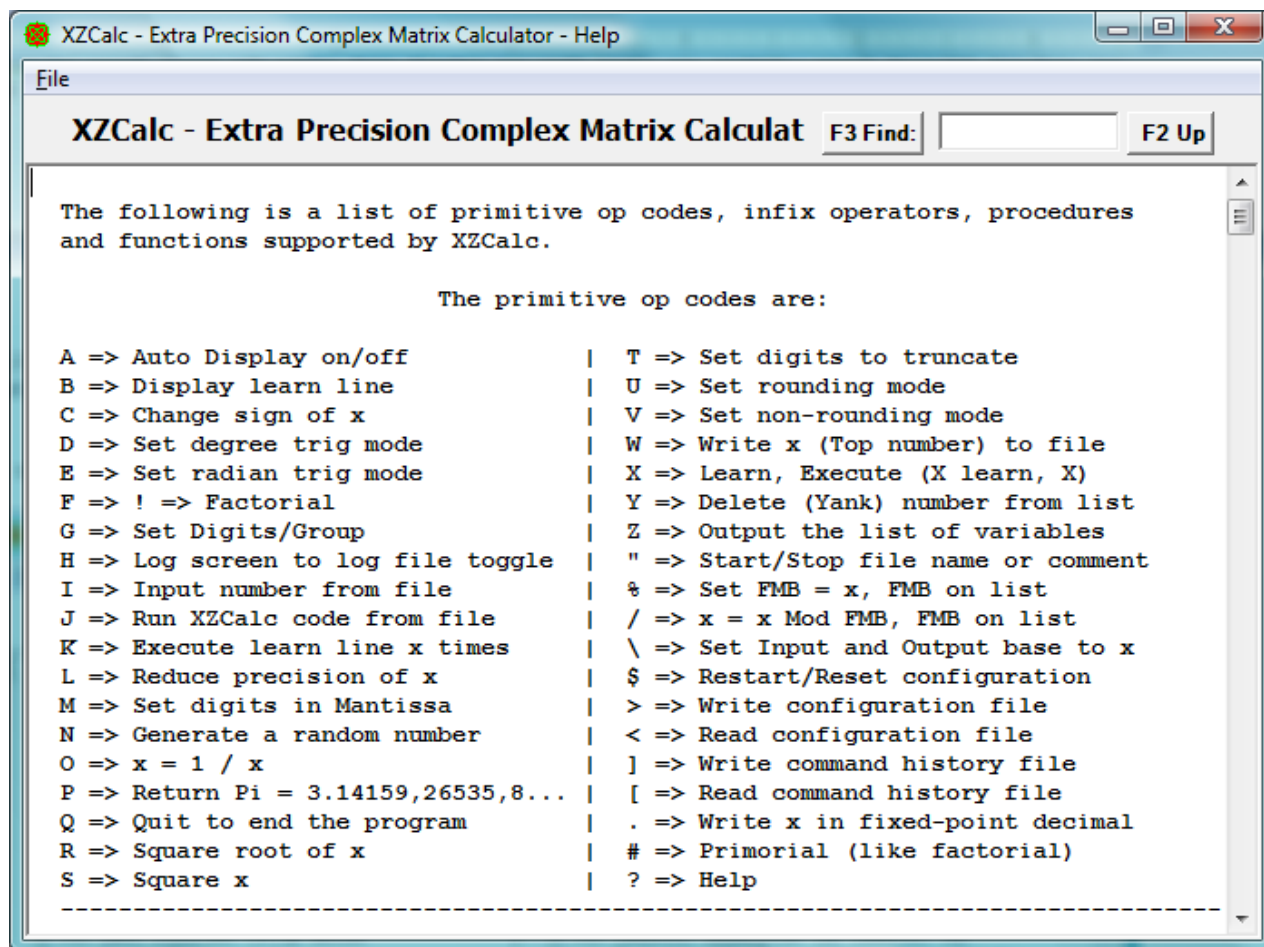 XZCalc - Extra Precision Complex Matrix Calculator - Help
File
XZCalc - Extra Precision Complex Matrix Calculat F3 Find: F2 Up
The following is a list of primitive op codes, infix operators, procedures
and functions supported by XZCalc.
The primitive op codes are:
A => Auto Display on/off | T => Set digits to truncate
B => Display learn line | U => Set rounding mode
C => Change sign of x | V => Set non-rounding mode
D => Set degree trig mode | W => Write x (Top number) to file
E => Set radian trig mode | X => Learn, Execute (X learn, X)
F => ! => Factorial | Y => Delete (Yank) number from list
G => Set Digits/Group | Z => Output the list of variables
H => Log screen to log file toggle | " => Start/Stop file name or comment
I => Input number from file | % => Set FMB = x, FMB on list
J => Run XZCalc code from file | / => x = x Mod FMB, FMB on list
K => Execute learn line x times | \ => Set Input and Output base to x
L => Reduce precision of x | $ => Restart/Reset configuration
M => Set digits in Mantissa | > => Write configuration file
N => Generate a random number | < => Read configuration file
O => x = 1 / x | ] => Write command history file
P => Return Pi = 3.14159,26535,8... | [ => Read command history file
Q => Quit to end the program | . => Write x in fixed-point decimal
R => Square root of x | # => Primorial (like factorial)
S => Square x | ? => Help
--------------------------------------------------------------------------------